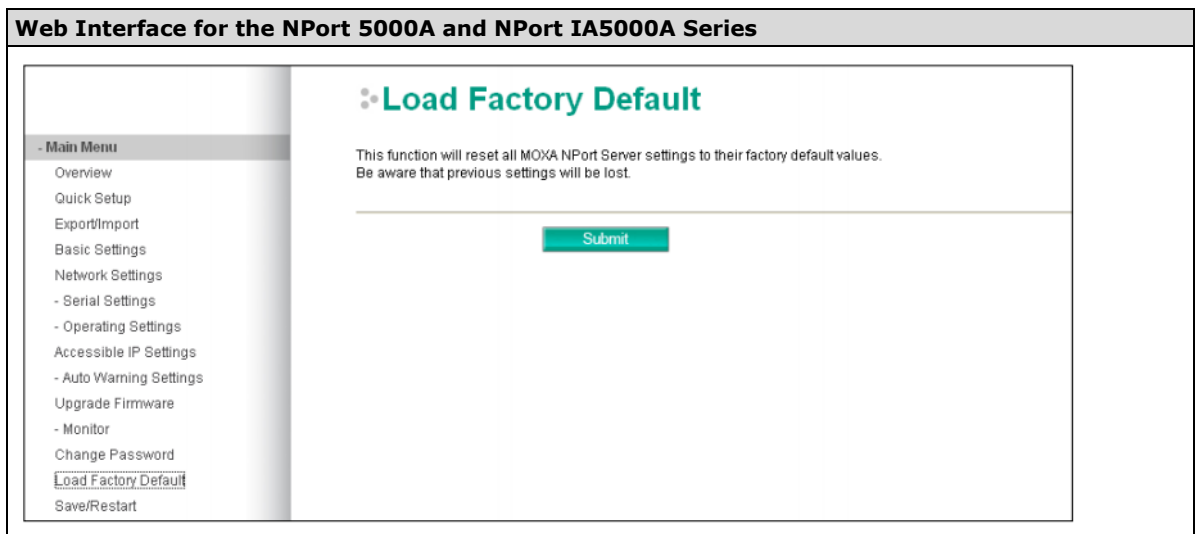 Web Interface for the NPort 5000A and NPort IA5000A Series
- Main Menu
Overview
Quick Setup
Export/Import
Basic Settings
Network Settings
- Serial Settings
- Operating Settings
Accessible IP Settings
- Auto Warning Settings
Upgrade Firmware
- Monitor
Change Password
Load Factory Default
Save/Restart
Load Factory Default
This function will reset all MOXA NPort Server settings to their factory default values.
Be aware that previous settings will be lost.
Submit